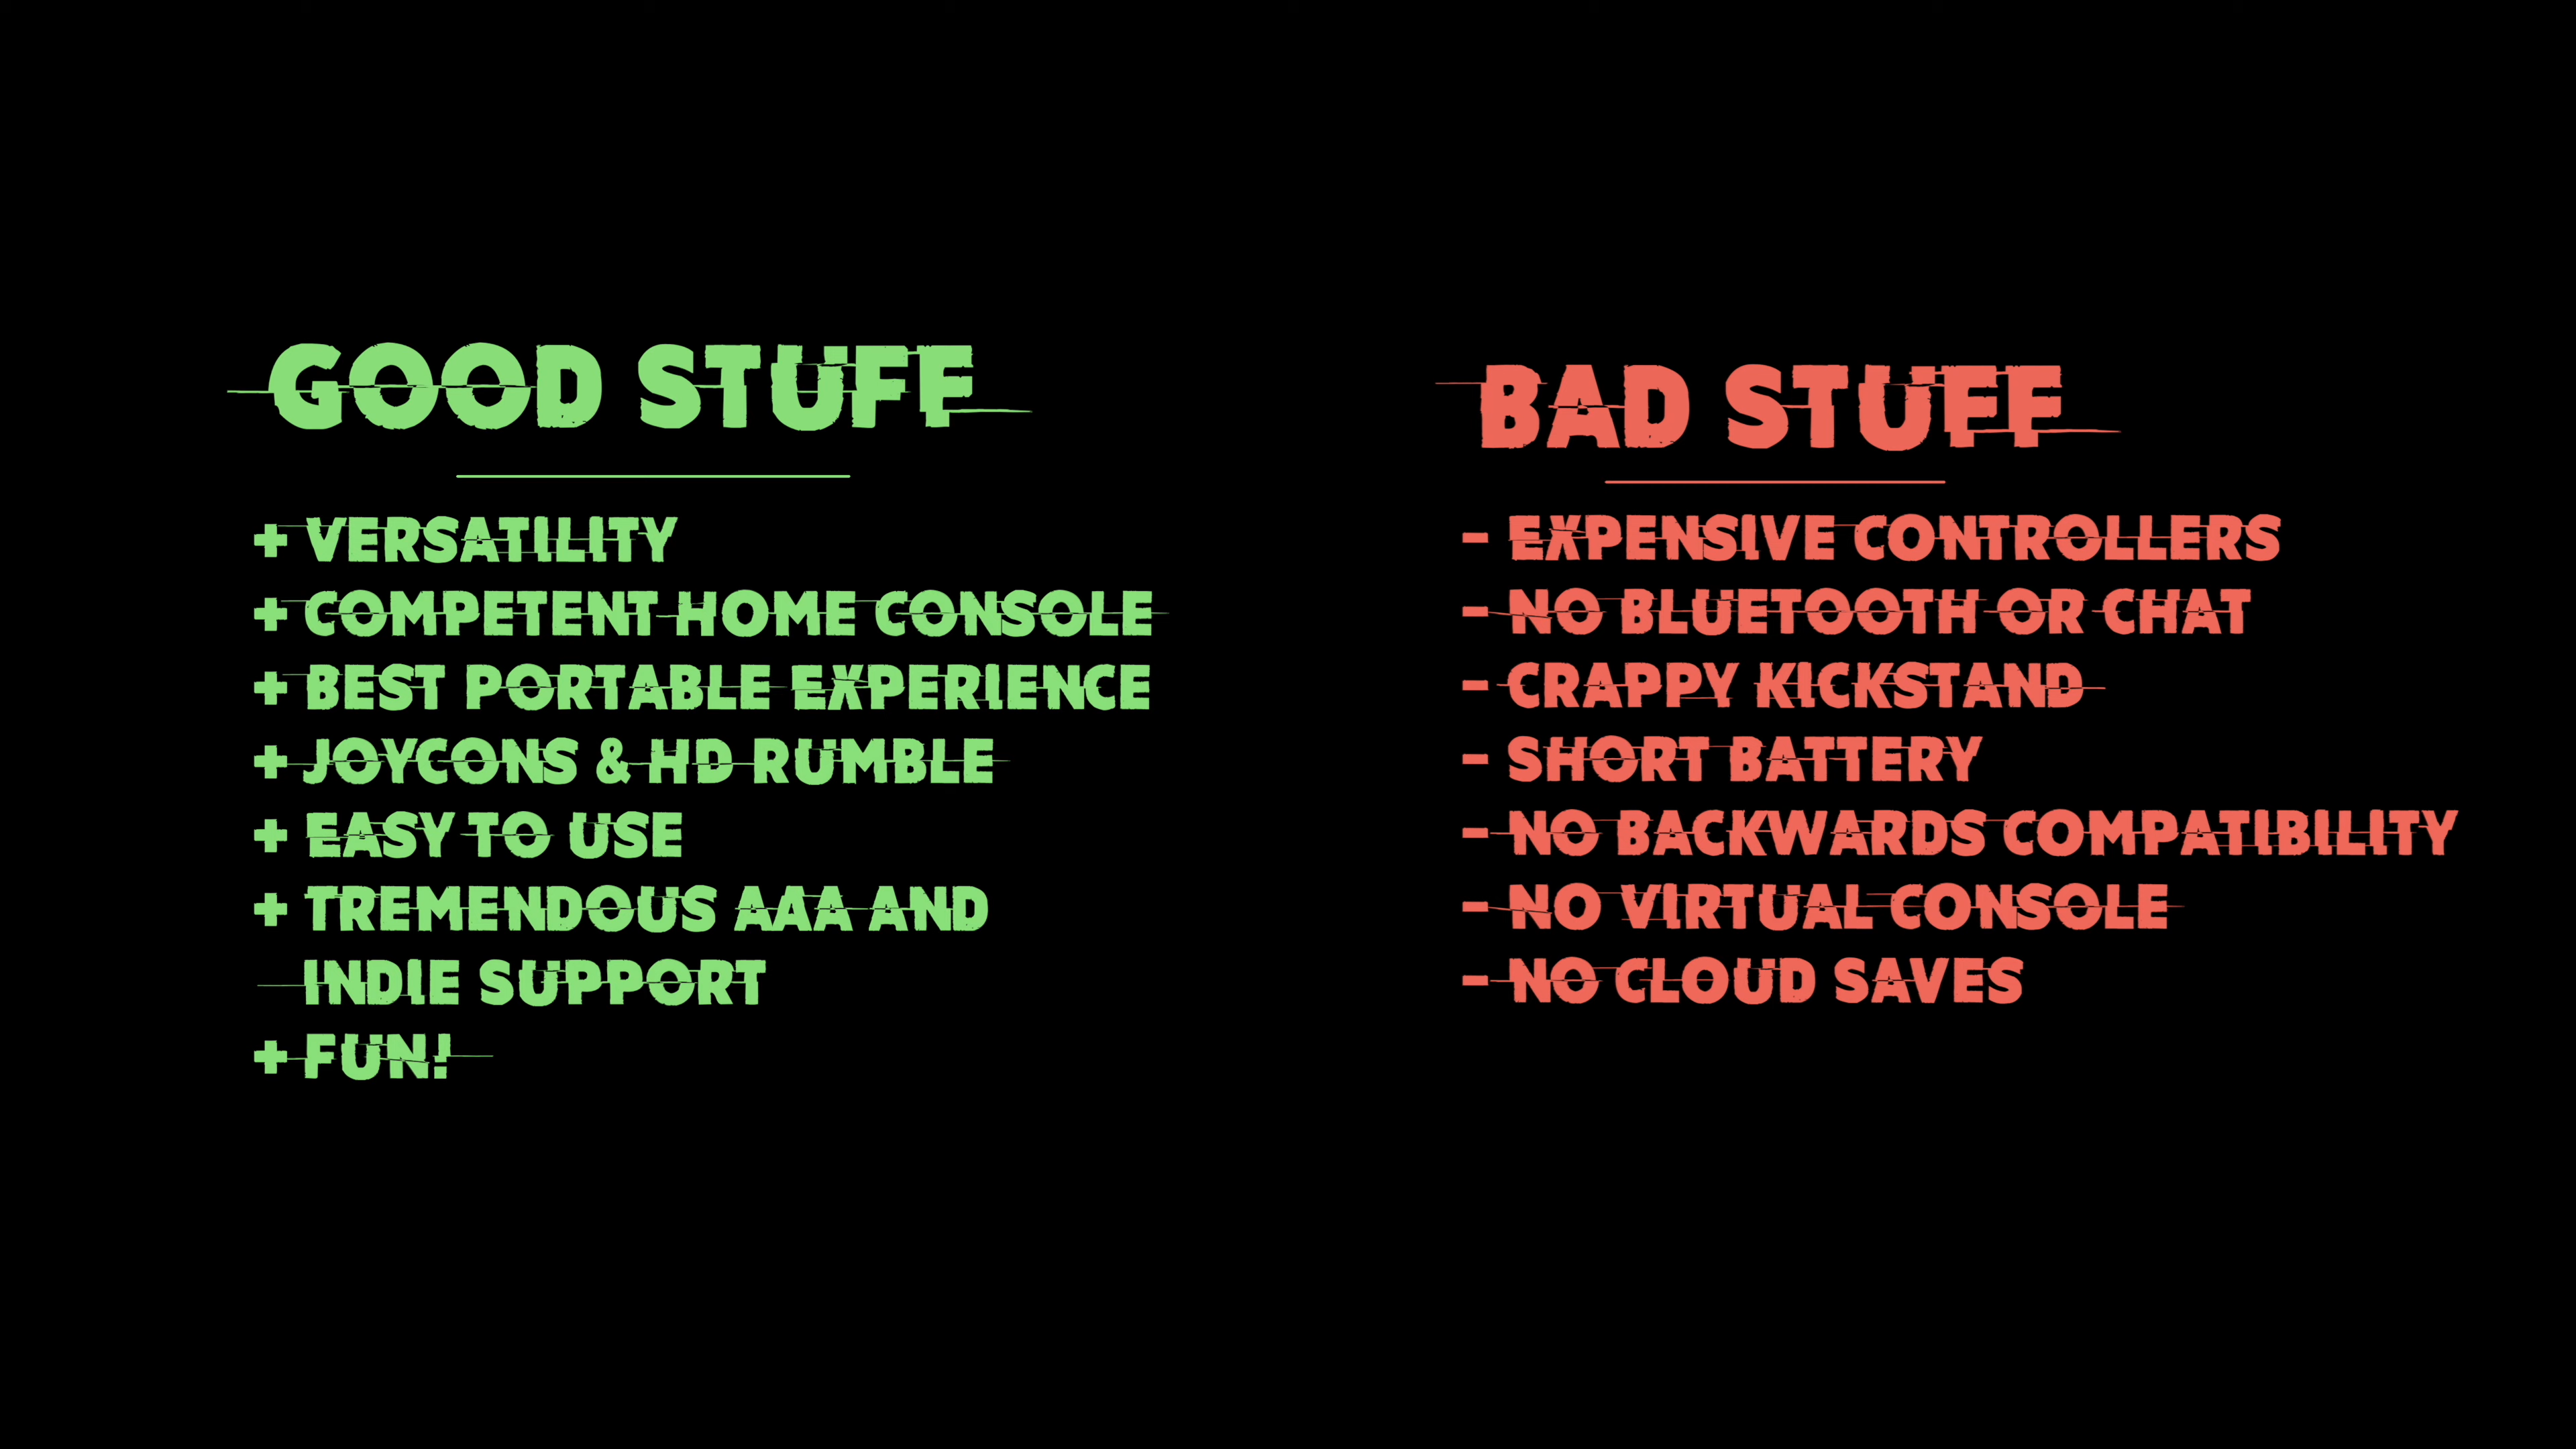 GOOD STUFF
+ VERSATILITY
+ COMPETENT HOME CONSOLE
+ BEST PORTABLE EXPERIENCE
+ JOYCONS & HD RUMBLE
+ EASY TO USE
+ TREMENDOUS AAA AND
INDIE SUPPORT
+ FUN!
BAD STUFF
- EXPENSIVE CONTROLLERS
- NO BLUETOOTH OR CHAT
- CRAPPY KICKSTAND
- SHORT BATTERY
- NO BACKWARDS COMPATIBILITY
- NO VIRTUAL CONSOLE
- NO CLOUD SAVES